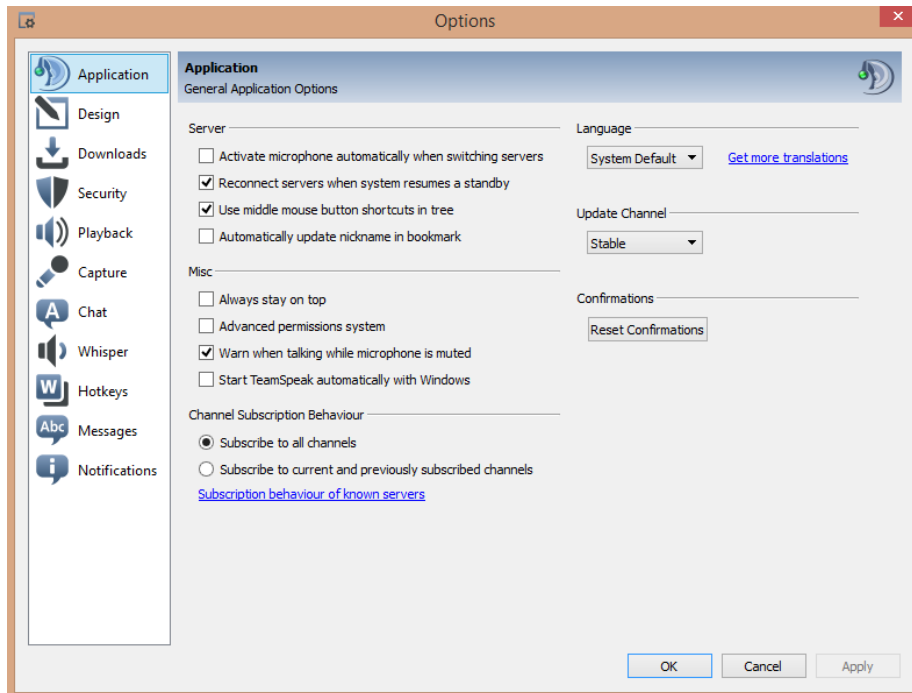 Options
Application
Design
Downloads
Security
Playback
Capture
A
Chat
Whisper
W
Hotkeys
Abc
Messages
i
Notifications
Application
General Application Options
Server
Activate microphone automatically when switching servers
Reconnect servers when system resumes a standby
Use middle mouse button shortcuts in tree
Automatically update nickname in bookmark
Misc
Always stay on top
Advanced permissions system
Warn when talking while microphone is muted
Start TeamSpeak automatically with Windows
Channel Subscription Behaviour
Subscribe to all channels
Subscribe to current and previously subscribed channels
Subscription behaviour of known servers
Language
System Default
Get more translations
Update Channel
Stable
Confirmations
Reset Confirmations
OK
Cancel
Apply